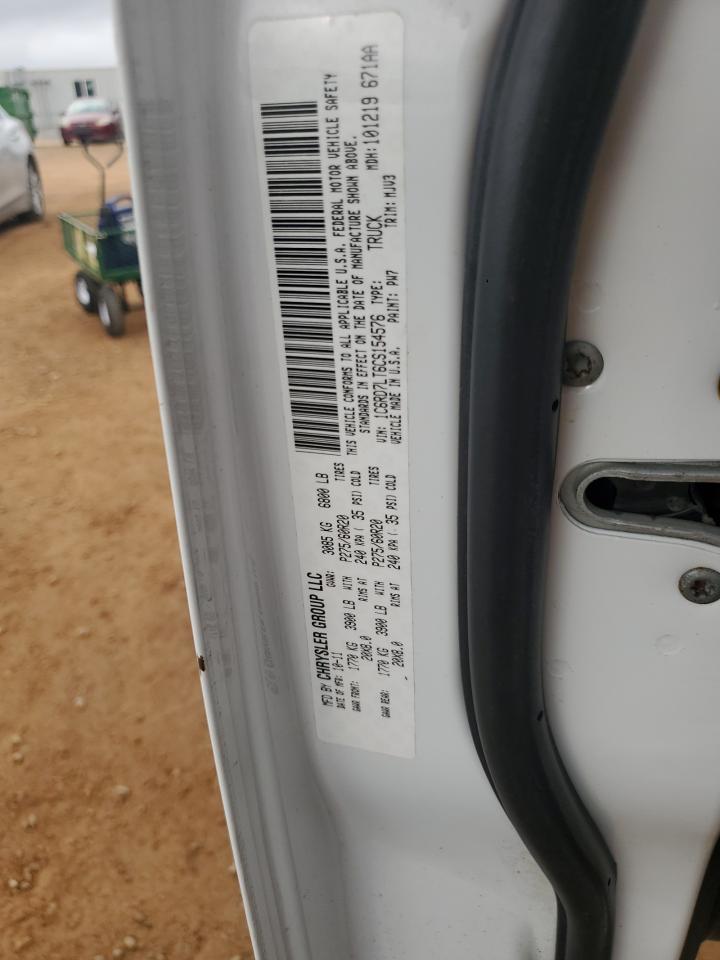 MFD BY CHRYSLER GROUP LLC
DATE OF MFR: 10-11 GVWR: 3085 KG 6800 LB
GAWR FRONT: 1770 KG 3900 LB WITH P275/60R20 TIRES
20X8.0 RIMS AT 240 KPA ( 35 PSI) COLD
GAWR REAR: 1770 KG 3900 LB WITH P275/60R20 TIRES
20X8.0 RIMS AT 240 KPA ( 35 PSI) COLD
THIS VEHICLE CONFORMS TO ALL APPLICABLE U.S.A. FEDERAL MOTOR VEHICLE SAFETY
STANDARDS IN EFFECT ON THE DATE OF MANUFACTURE SHOWN ABOVE.
VIN: 1C6RD7LT6CS154576 TYPE: TRUCK MDH:101219 671AA
VEHICLE MADE IN U.S.A. PAINT: PW7 TRIM: MJV3